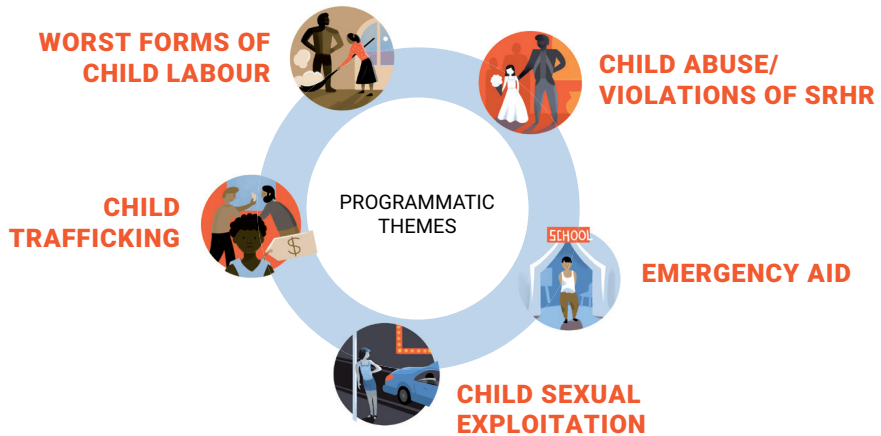 WORST FORMS OF
CHILD LABOUR
CHILD ABUSE/
VIOLATIONS OF SRHR
CHILD
TRAFFICKING
$
PROGRAMMATIC
THEMES
SCHOOL
EMERGENCY AID
CHILD SEXUAL
EXPLOITATION